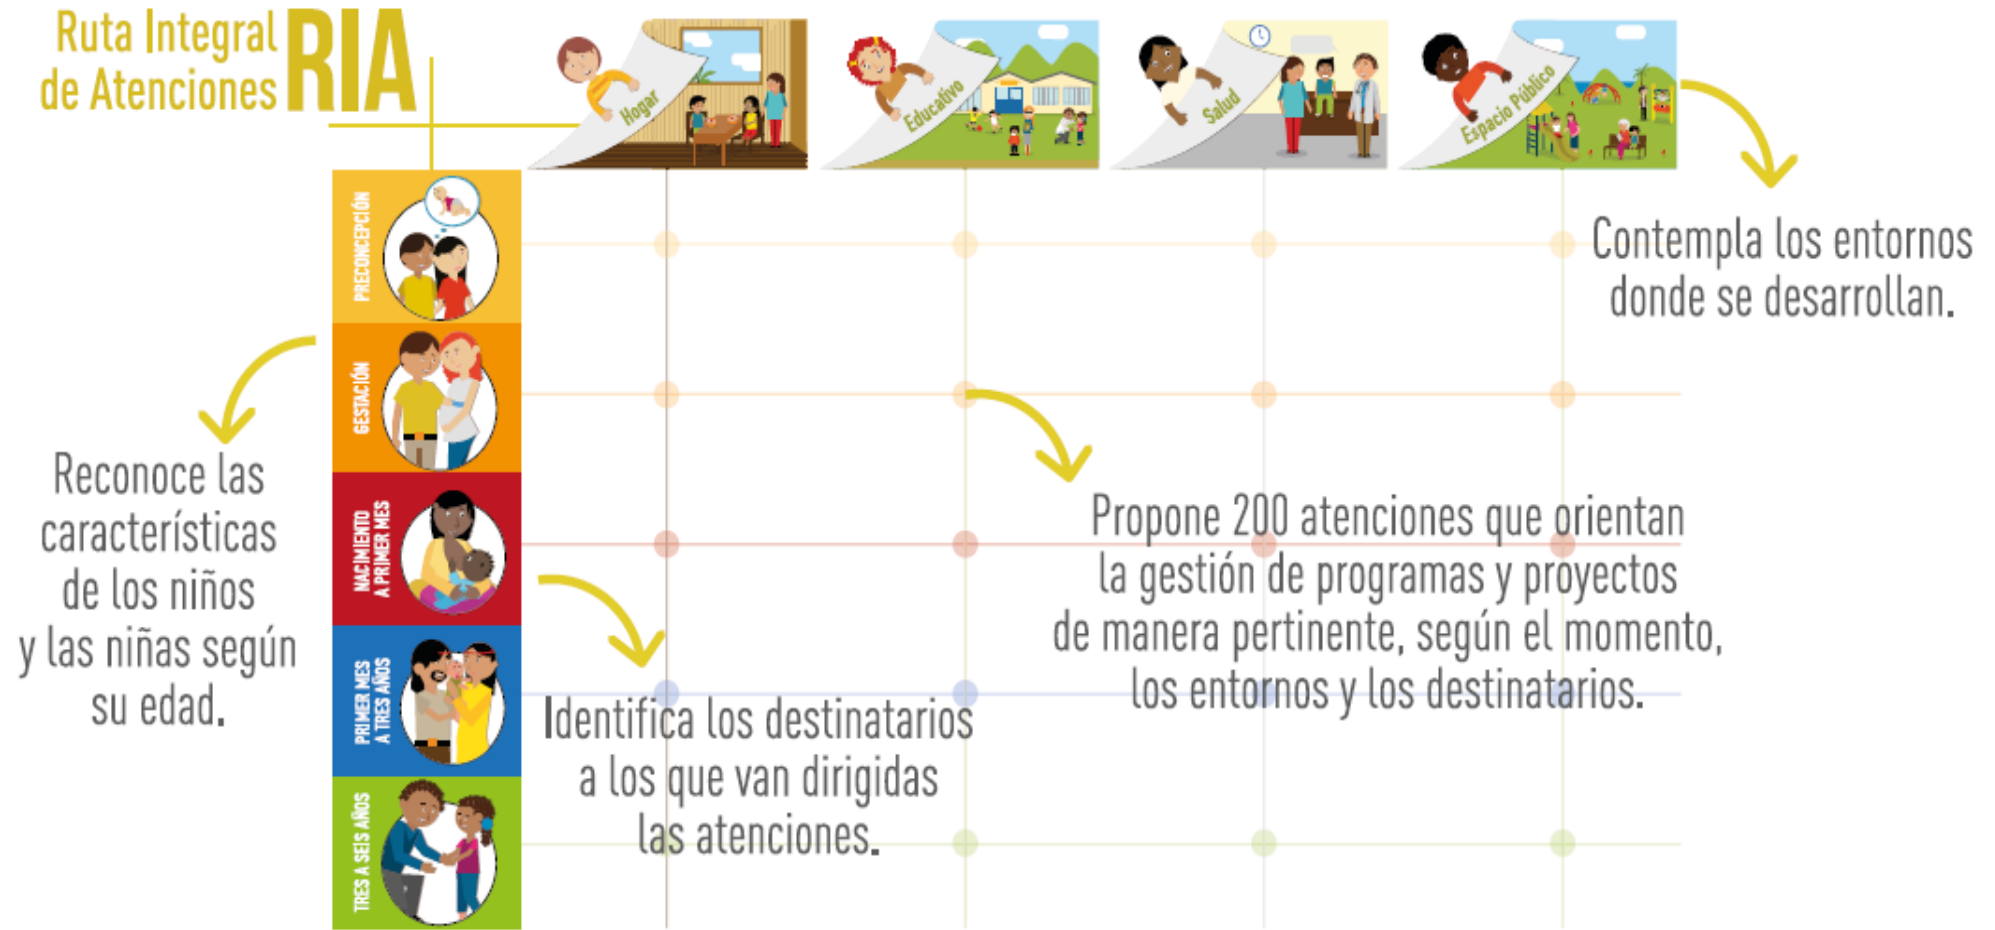 Ruta Integral
de Atenciones
RIA
Hogar
Educativo
Salud
Espacio Público
Contempla los entornos
donde se desarrollan.
PRECONCEPCIÓN
GESTACIÓN
NACIMIENTO
A PRIMER MES
PRIMER MES
A TRES AÑOS
TRES A SEIS AÑOS
Reconoce las
características
de los niños
y las niñas según
su edad.
Propone 200 atenciones que orientan
la gestión de programas y proyectos
de manera pertinente, según el momento,
los entornos y los destinatarios.
Identifica los destinatarios
a los que van dirigidas
las atenciones.